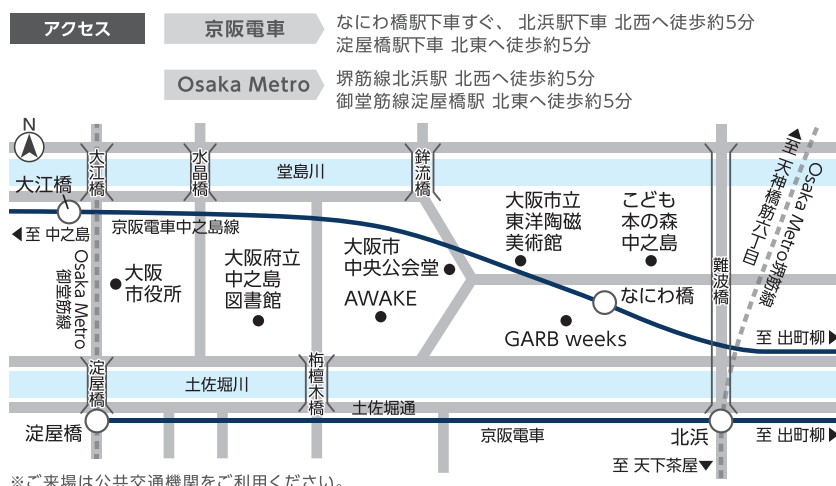 アクセス
京阪電車
なにわ橋駅下車すぐ、 北浜駅下車 北西へ徒歩約5分
淀屋橋駅下車 北東へ徒歩約5分
Osaka Metro
堺筋線北浜駅 北西へ徒歩約5分
御堂筋線淀屋橋駅 北東へ徒歩約5分
N
大江橋
水晶橋
堂島川
鉾流橋
大江橋
◀至 中之島
京阪電車中之島線
大阪市立
東洋陶磁
美術館
こども
本の森
中之島
◀至 天神橋筋六丁目
Osaka Metro堺筋線
Osaka Metro
御堂筋線
大阪
市役所
大阪府立
中之島
図書館
大阪市
中央公会堂
AWAKE
難波橋
なにわ橋
GARB weeks
至 出町柳▶
淀屋橋
土佐堀川
栴檀木橋
土佐堀通
淀屋橋
京阪電車
北浜
至 出町柳▶
至 天下茶屋▼
※ご来場は公共交通機関をご利用ください。